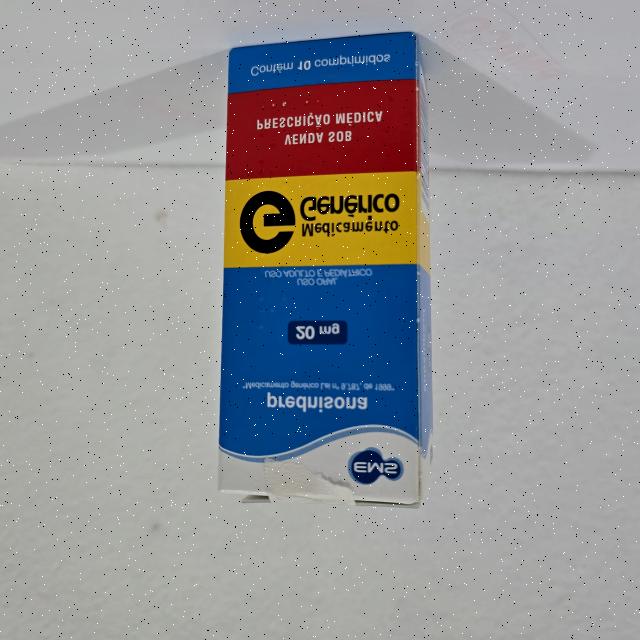 EMS
prednisona
"Medicamento genérico Lei nº 9.787, de 1999"
20 mg
USO ORAL
USO ADULTO E PEDIÁTRICO
Medicamento
Genérico
VENDA SOB
PRESCRIÇÃO MÉDICA
Contém 10 comprimidos